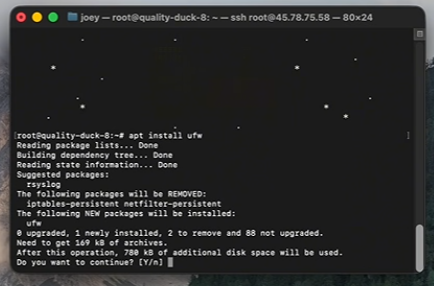 joey — root@quality-duck-8: ~ — ssh root@45.78.75.58 — 80×24
root@quality-duck-8:~# apt install ufw
Reading package lists... Done
Building dependency tree... Done
Reading state information... Done
Suggested packages:
rsyslog
The following packages will be REMOVED:
iptables-persistent netfilter-persistent
The following NEW packages will be installed:
ufw
0 upgraded, 1 newly installed, 2 to remove and 88 not upgraded.
Need to get 169 kB of archives.
After this operation, 780 kB of additional disk space will be used.
Do you want to continue? [Y/n]